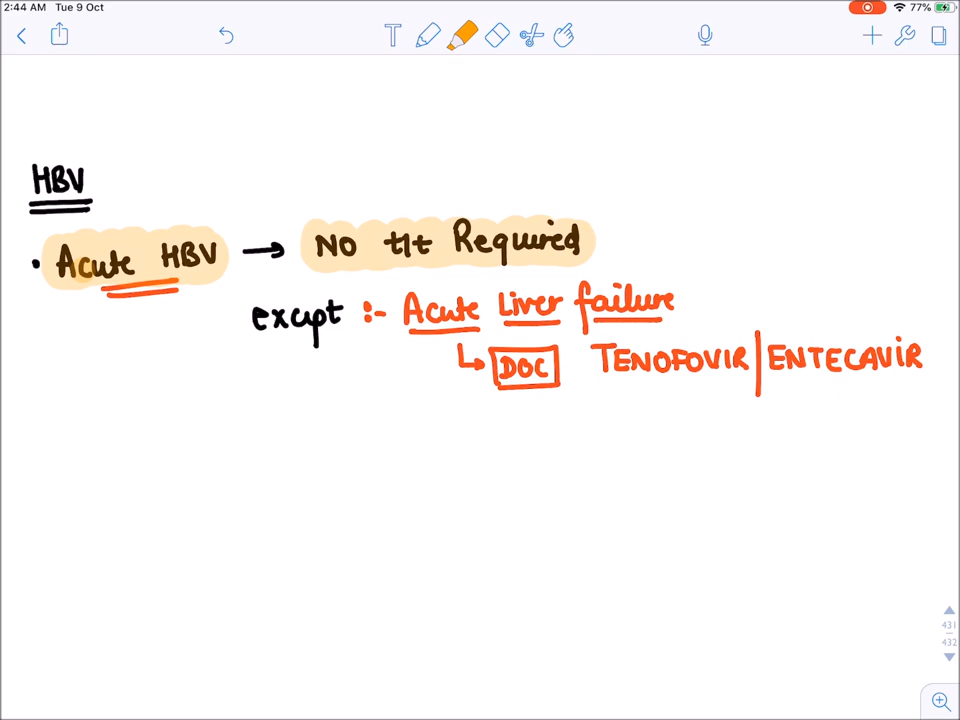 2:44 AM Tue 9 Oct 77%
T
HBV
• Acute HBV → NO t/t Required
except :- Acute Liver failure
↳ DOC TENOFOVIR | ENTECAVIR
431
432